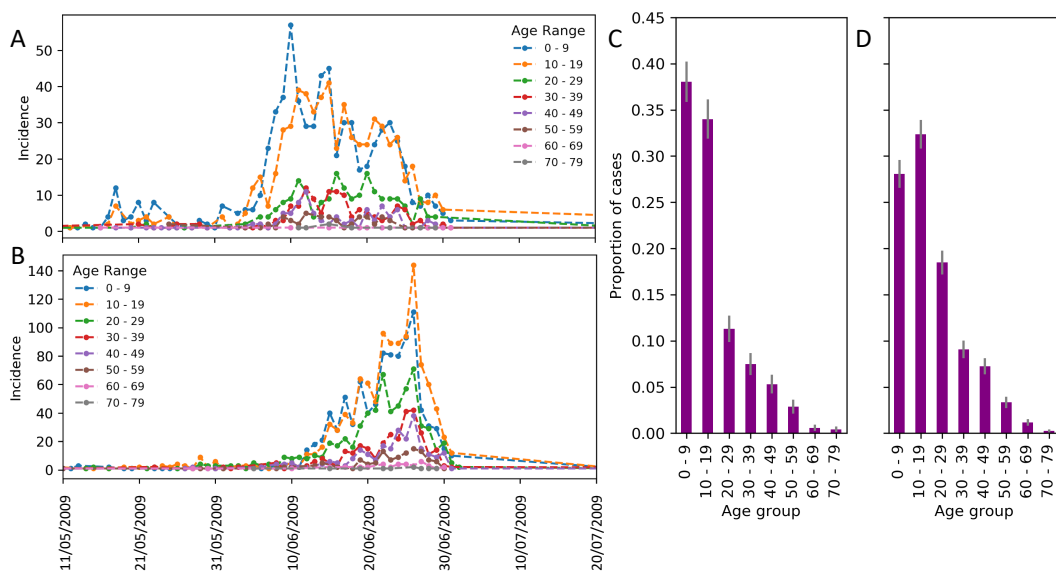 A
Incidence
50
40
30
20
10
0
Age Range
0 - 9
10 - 19
20 - 29
30 - 39
40 - 49
50 - 59
60 - 69
70 - 79
B
Incidence
140
120
100
80
60
40
20
0
Age Range
0 - 9
10 - 19
20 - 29
30 - 39
40 - 49
50 - 59
60 - 69
70 - 79
11/05/2009
21/05/2009
31/05/2009
10/06/2009
20/06/2009
30/06/2009
10/07/2009
20/07/2009
C
Proportion of cases
0.45
0.40
0.35
0.30
0.25
0.20
0.15
0.10
0.05
0.00
0 - 9
10 - 19
20 - 29
30 - 39
40 - 49
50 - 59
60 - 69
70 - 79
Age group
D
0 - 9
10 - 19
20 - 29
30 - 39
40 - 49
50 - 59
60 - 69
70 - 79
Age group